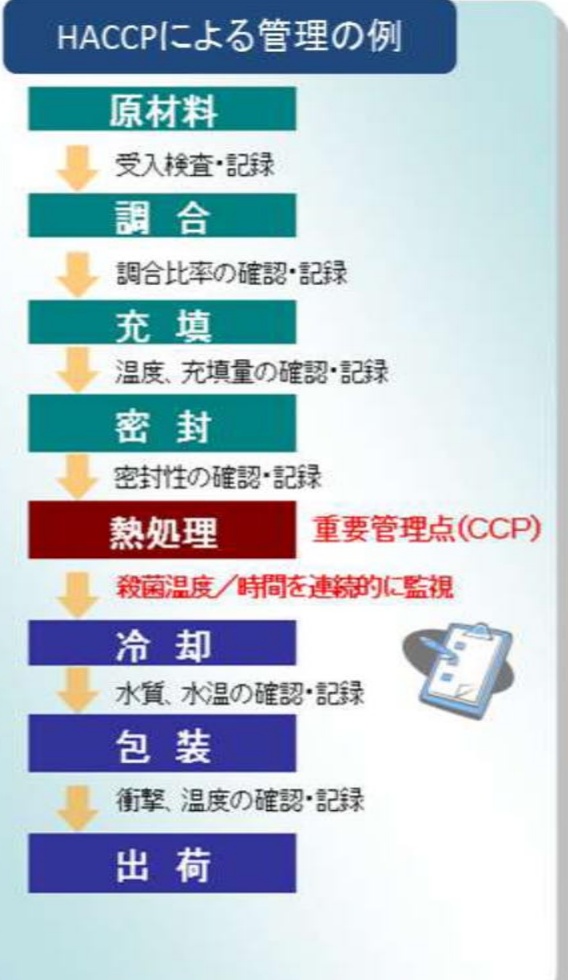 HACCPによる管理の例
原材料
受入検査・記録
調 合
調合比率の確認・記録
充 填
温度、充填量の確認・記録
密 封
密封性の確認・記録
熱処理 重要管理点(CCP)
殺菌温度／時間を連続的に監視
冷 却
水質、水温の確認・記録
包 装
衝撃、温度の確認・記録
出 荷